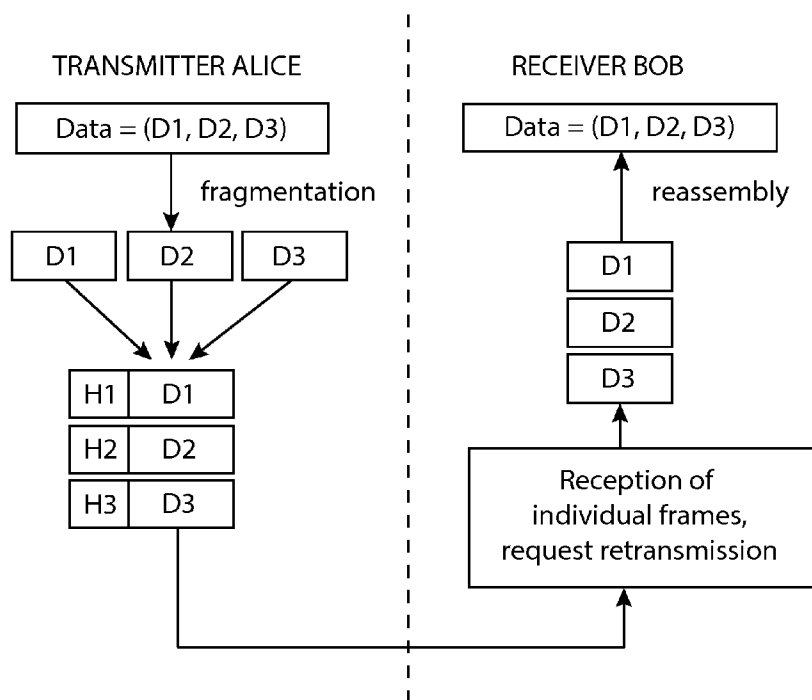 TRANSMITTER ALICE
Data = (D1, D2, D3)
fragmentation
D1 D2 D3
H1 D1
H2 D2
H3 D3
RECEIVER BOB
Data = (D1, D2, D3)
reassembly
D1
D2
D3
Reception of
individual frames,
request retransmission